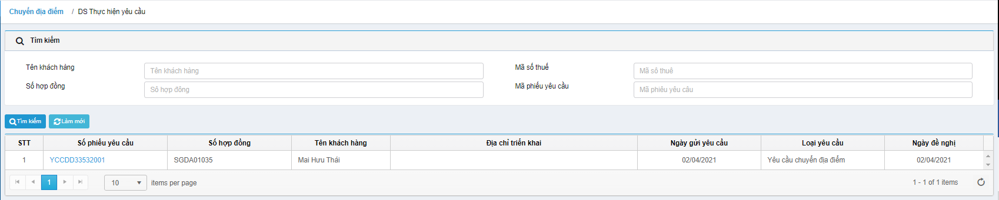 Chuyển địa điểm / DS Thực hiện yêu cầu
Tìm kiếm
Tên khách hàng Tên khách hàng Mã số thuế Mã số thuế
Số hợp đồng Số hợp đồng Mã phiếu yêu cầu Mã phiếu yêu cầu
Tìm kiếm Làm mới
STT Số phiếu yêu cầu Số hợp đồng Tên khách hàng Địa chỉ triển khai Ngày gửi yêu cầu Loại yêu cầu Ngày đề nghị
1 YCCDD33532001 SGDA01035 Mai Hưu Thái 02/04/2021 Yêu cầu chuyển địa điểm 02/04/2021
1 10 items per page 1 - 1 of 1 items